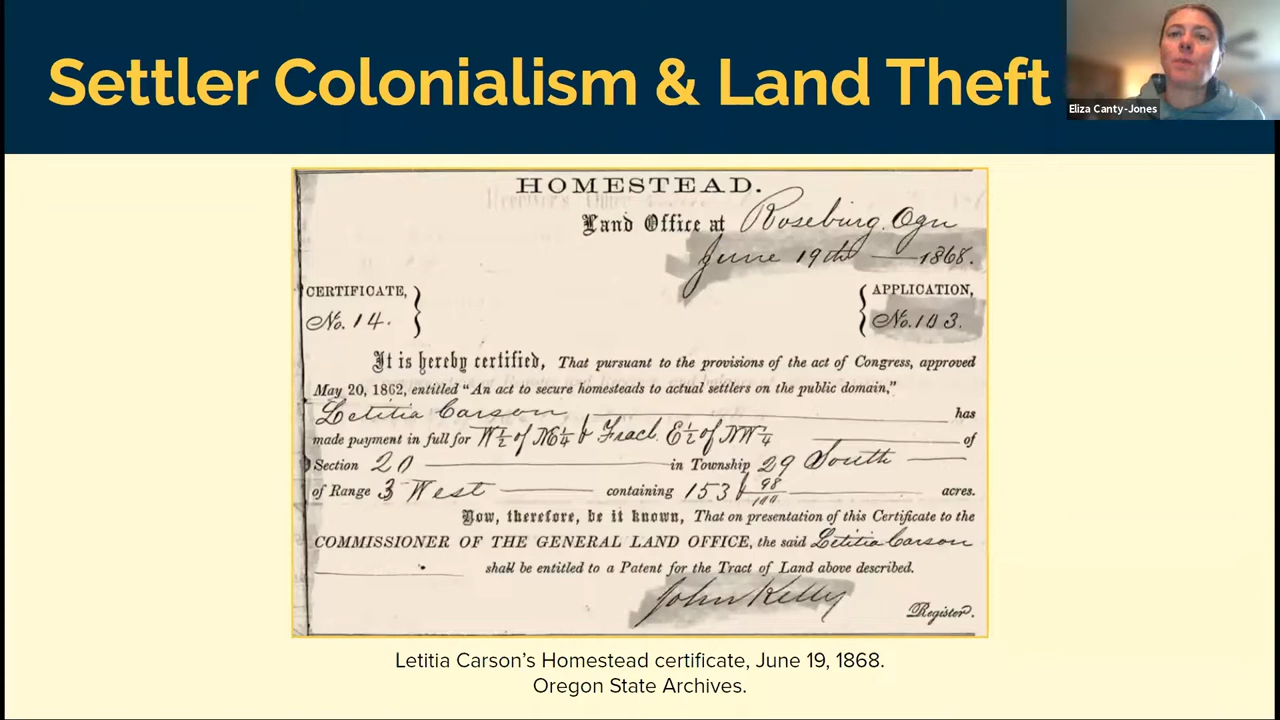 Settler Colonialism & Land Theft
Eliza Canty-Jones
HOMESTEAD.
Land Office at Roseburg. Ogn
June 19th 1868.
CERTIFICATE,
No. 14.
APPLICATION,
No. 103.
It is hereby certified, That pursuant to the provisions of the act of Congress, approved
May 20, 1862, entitled “An act to secure homesteads to actual settlers on the public domain,”
Letitia Carson has
made payment in full for W½ of NE¼ & Fracl. E½ of NW¼ of
Section 20 in Township 29 South
of Range 3 West containing 153 & 98/100 acres.
Now, therefore, be it known, That on presentation of this Certificate to the
COMMISSIONER OF THE GENERAL LAND OFFICE, the said Letitia Carson
shall be entitled to a Patent for the Tract of Land above described.
John Kelly
Register.
Letitia Carson’s Homestead certificate, June 19, 1868.
Oregon State Archives.